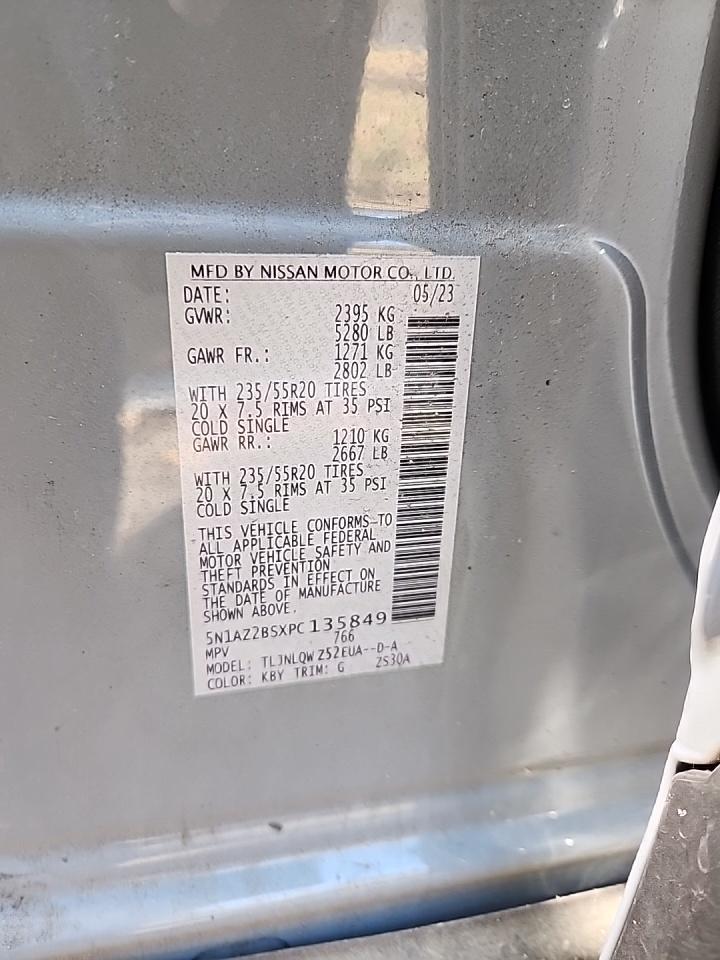 MFD BY NISSAN MOTOR CO., LTD.
DATE: 05/23
GVWR: 2395 KG
5280 LB
GAWR FR.: 1271 KG
2802 LB
WITH 235/55R20 TIRES
20 X 7.5 RIMS AT 35 PSI
COLD SINGLE
GAWR RR.: 1210 KG
2667 LB
WITH 235/55R20 TIRES
20 X 7.5 RIMS AT 35 PSI
COLD SINGLE
THIS VEHICLE CONFORMS TO
ALL APPLICABLE FEDERAL
MOTOR VEHICLE SAFETY AND
THEFT PREVENTION
STANDARDS IN EFFECT ON
THE DATE OF MANUFACTURE
SHOWN ABOVE.
5N1AZ2BSXPC135849
MPV 766
MODEL: TLJNLQW Z52EUA--D-A
COLOR: KBY TRIM: G 2S30A